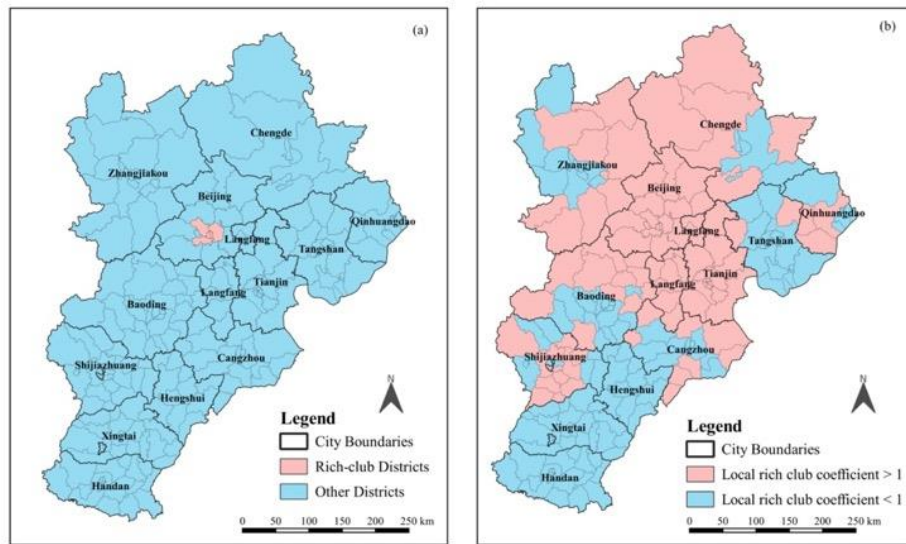 (a)
Chengde
Zhangjiakou
Beijing
Qinhuangdao
Langfang
Tangshan
Tianjin
Langfang
Baoding
Cangzhou
Shijiazhuang
Hengshui
Xingtai
Handan
N
Legend
City Boundaries
Rich-club Districts
Other Districts
0 50 100 150 200 250 km
(b)
Chengde
Zhangjiakou
Beijing
Qinhuangdao
Langfang
Tangshan
Tianjin
Langfang
Baoding
Cangzhou
Shijiazhuang
Hengshui
Xingtai
Handan
N
Legend
City Boundaries
Local rich club coefficient > 1
Local rich club coefficient < 1
0 50 100 150 200 250 km